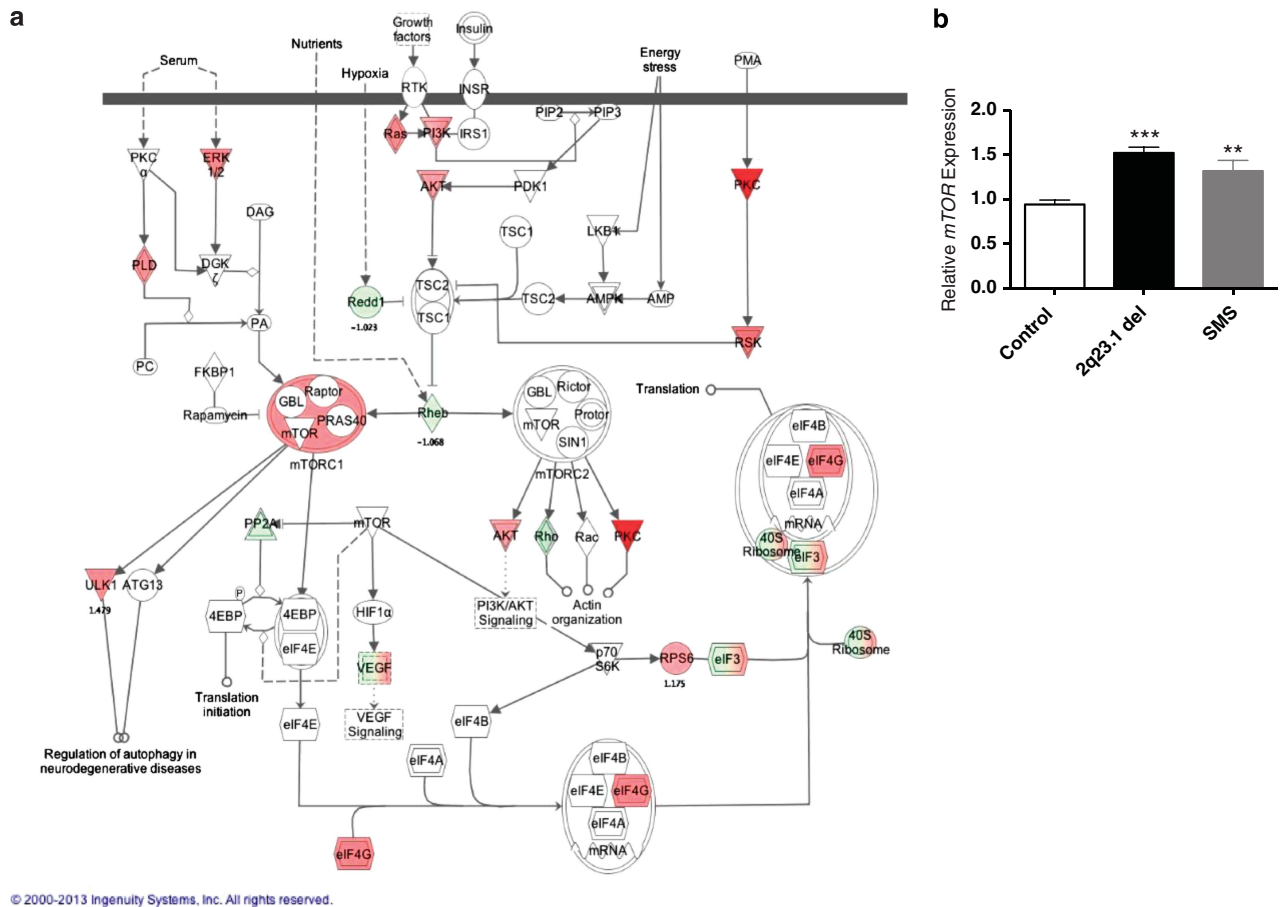 a
Growth
factors
Insulin
Nutrients
Serum
Hypoxia
Energy
stress
PMA
RTK
INSR
Ras
PI3K
IRS1
PIP2
PIP3
PKC
α
ERK
1/2
AKT
PDK1
PKC
DAG
TSC1
LKB1
PLD
DGK
ζ
TSC2
Redd1
-1.023
TSC1
TSC2
AMPK
AMP
PA
RSK
PC
FKBP1
Rapamycin
GBL
Raptor
mTOR
PRAS40
mTORC1
Rheb
-1.068
GBL
Rictor
mTOR
Protor
SIN1
mTORC2
Translation
eIF4B
eIF4E
eIF4G
eIF4A
mRNA
40S
Ribosome
eIF3
PP2A
mTOR
AKT
Rho
Rac
PKC
ULK1
1.479
ATG13
P
4EBP
4EBP
eIF4E
HIF1α
PI3K/AKT
Signaling
Actin
organization
p70
S6K
RPS6
1.175
eIF3
40S
Ribosome
VEGF
Translation
initiation
eIF4E
VEGF
Signaling
eIF4B
Regulation of autophagy in
neurodegenerative diseases
eIF4A
eIF4B
eIF4E
eIF4G
eIF4A
mRNA
eIF4G
© 2000-2013 Ingenuity Systems, Inc. All rights reserved.
b
Relative mTOR Expression
2.0
1.5
1.0
0.5
0.0
***
**
Control
2q23.1 del
SMS